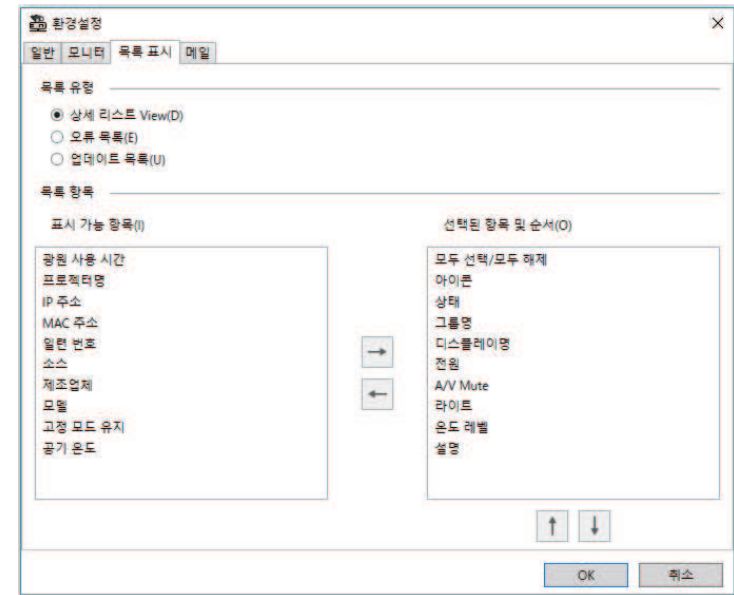 환경설정
일반 모니터 목록 표시 메일
목록 유형
상세 리스트 View(D)
오류 목록(E)
업데이트 목록(U)
목록 항목
표시 가능 항목(I)
광원 사용 시간
프로젝터명
IP 주소
MAC 주소
일련 번호
소스
제조업체
모델
고정 모드 유지
공기 온도
선택된 항목 및 순서(O)
모두 선택/모두 해제
아이콘
상태
그룹명
디스플레이명
전원
A/V Mute
라이트
온도 레벨
설명
OK 취소